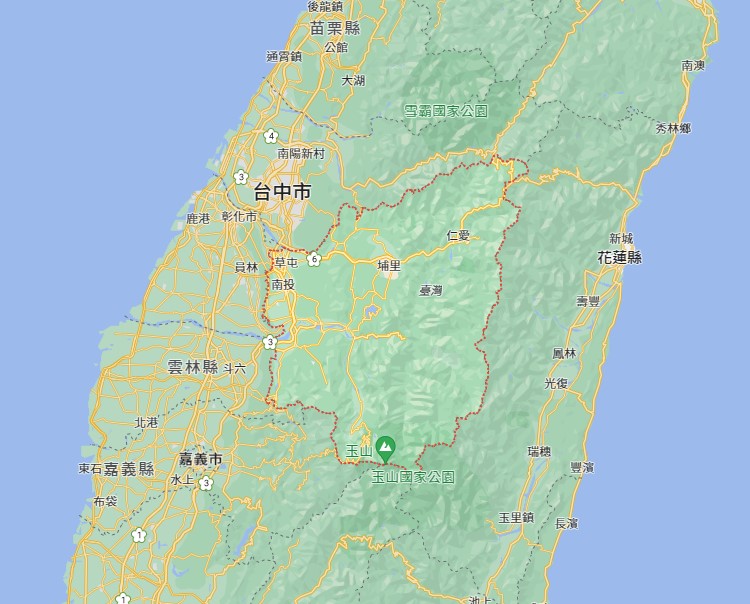 後龍鎮
苗栗縣
公館
通霄鎮
南澳
大湖
雪霸國家公園
秀林鄉
4
南陽新村
3
台中市
鹿港
彰化市
仁愛
新城
花蓮縣
員林
草屯
6
埔里
南投
臺灣
壽豐
3
鳳林
雲林縣
斗六
光復
北港
玉山
瑞穗
嘉義市
東石
嘉義縣
豐濱
水上
3
玉山國家公園
布袋
玉里鎮
長濱
1
池上
1